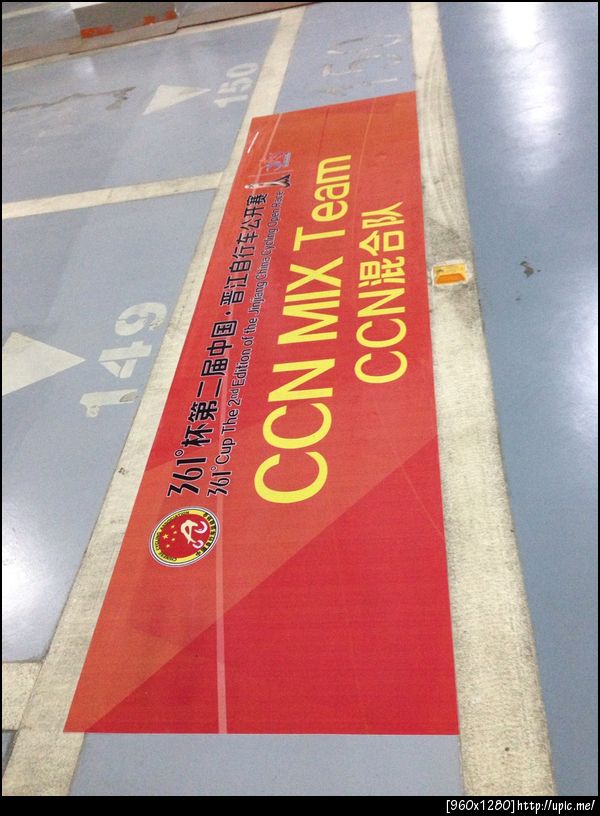 361°杯第二届中国·晋江自行车公开赛
361° Cup The 2nd Edition of the Jinjiang China Cycling Open Race
CCN MIX Team
CCN混合队
150
150
149
[960x1280]http://upic.me/